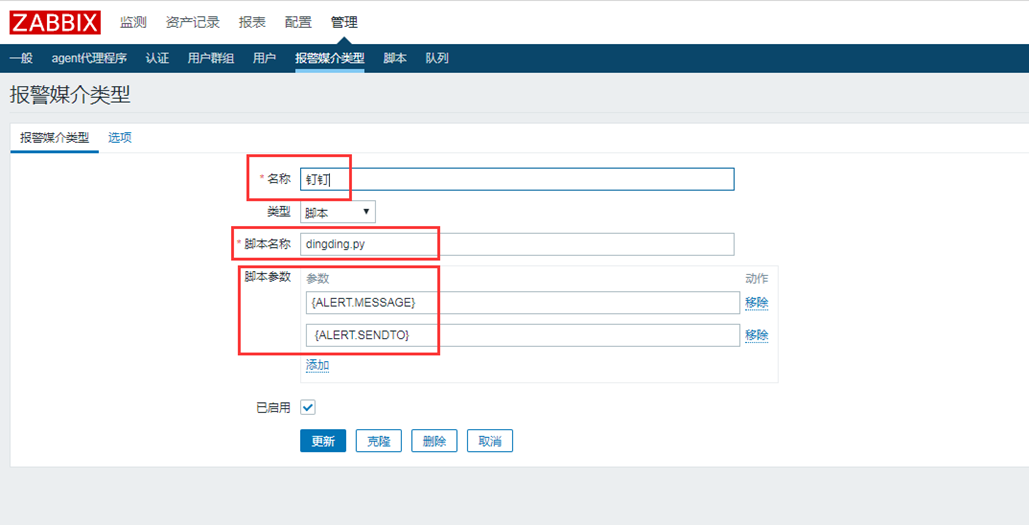 ZABBIX 监测 资产记录 报表 配置 管理
一般 agent代理程序 认证 用户群组 用户 报警媒介类型 脚本 队列
报警媒介类型
报警媒介类型 选项
* 名称 钉钉
类型 脚本
* 脚本名称 dingding.py
脚本参数 参数 动作
{ALERT.MESSAGE} 移除
{ALERT.SENDTO} 移除
添加
已启用
更新 克隆 删除 取消